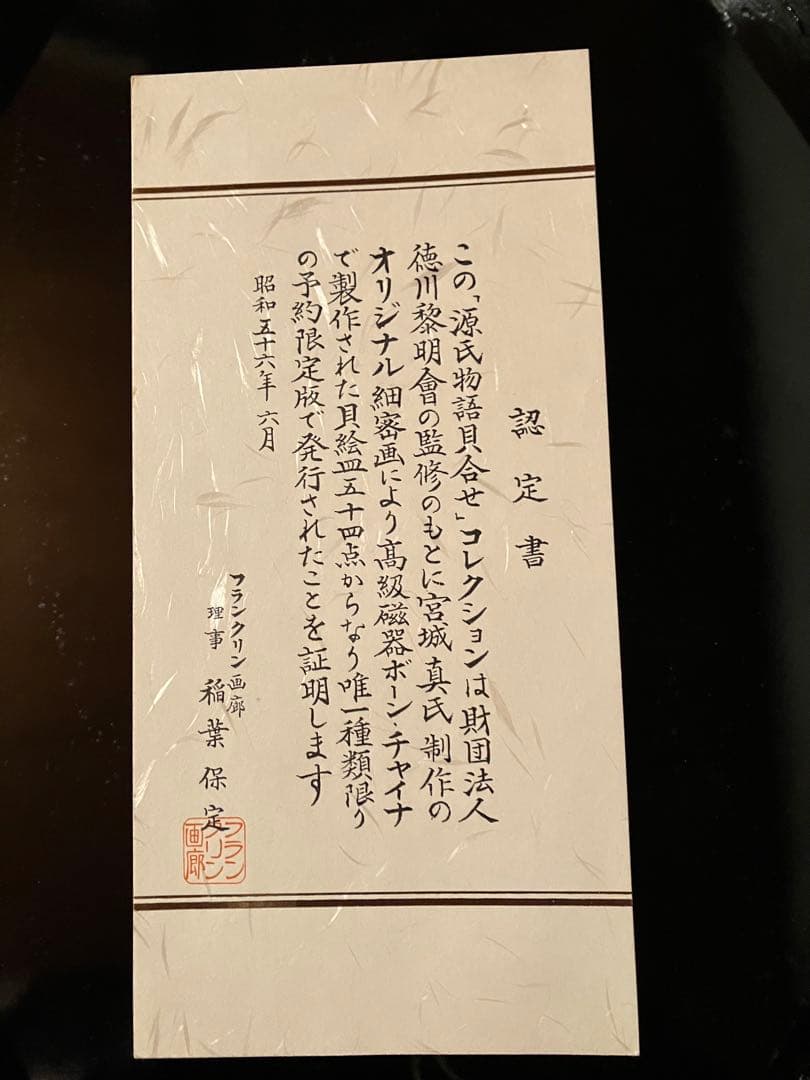 認定書
この「源氏物語貝合せ」コレクションは財団法人
徳川黎明會の監修のもとに宮城真氏制作の
オリジナル細密画により高級磁器ボーン・チャイナ
で製作された貝絵皿五十四点からなり唯一種類限り
の予約限定版で発行されたことを証明します
昭和五十六年六月
フランクリン画廊
理事 稲葉保定
フランクリン画廊